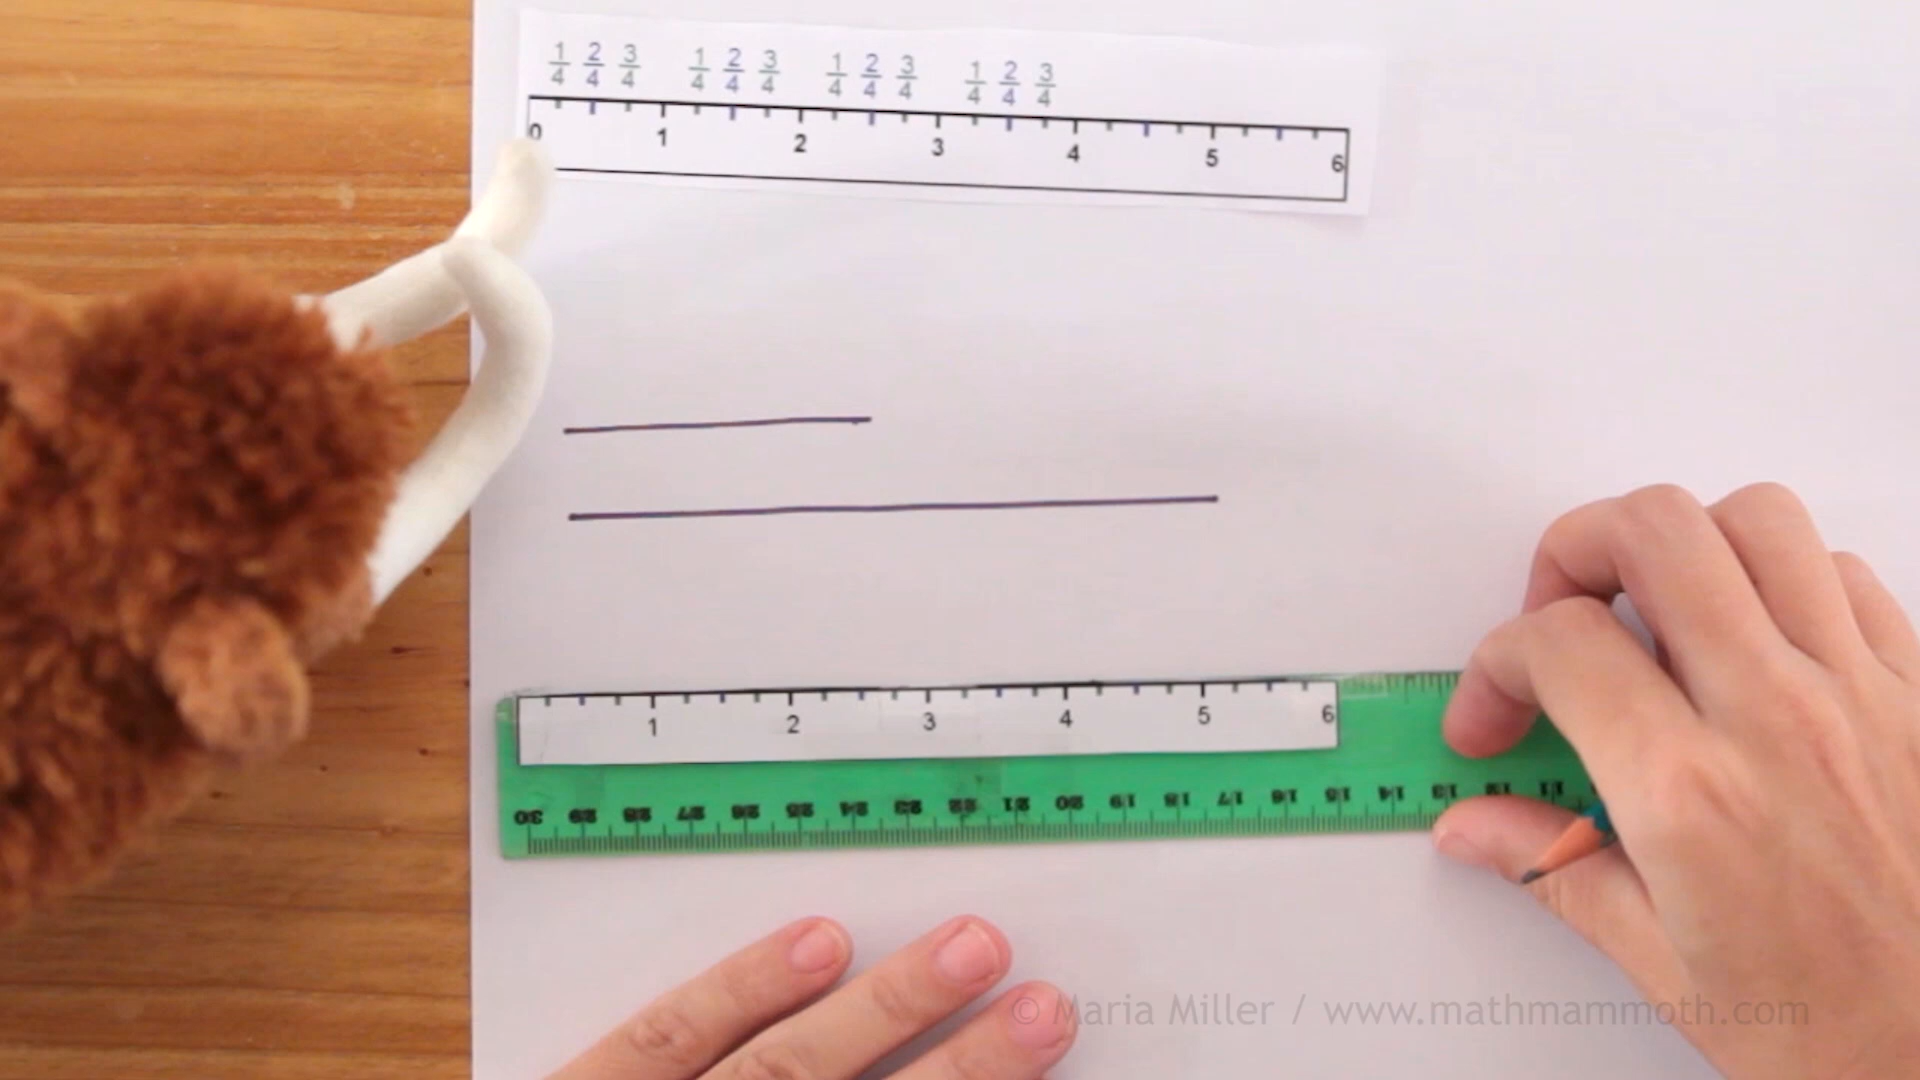 1/4 2/4 3/4 1/4 2/4 3/4 1/4 2/4 3/4 1/4 2/4 3/4
0 1 2 3 4 5 6
1 2 3 4 5 6
30 29 28 27 26 25 24 23 22 21 20 19 18 17 16 15 14 13 12 11
© Maria Miller / www.mathmammoth.com